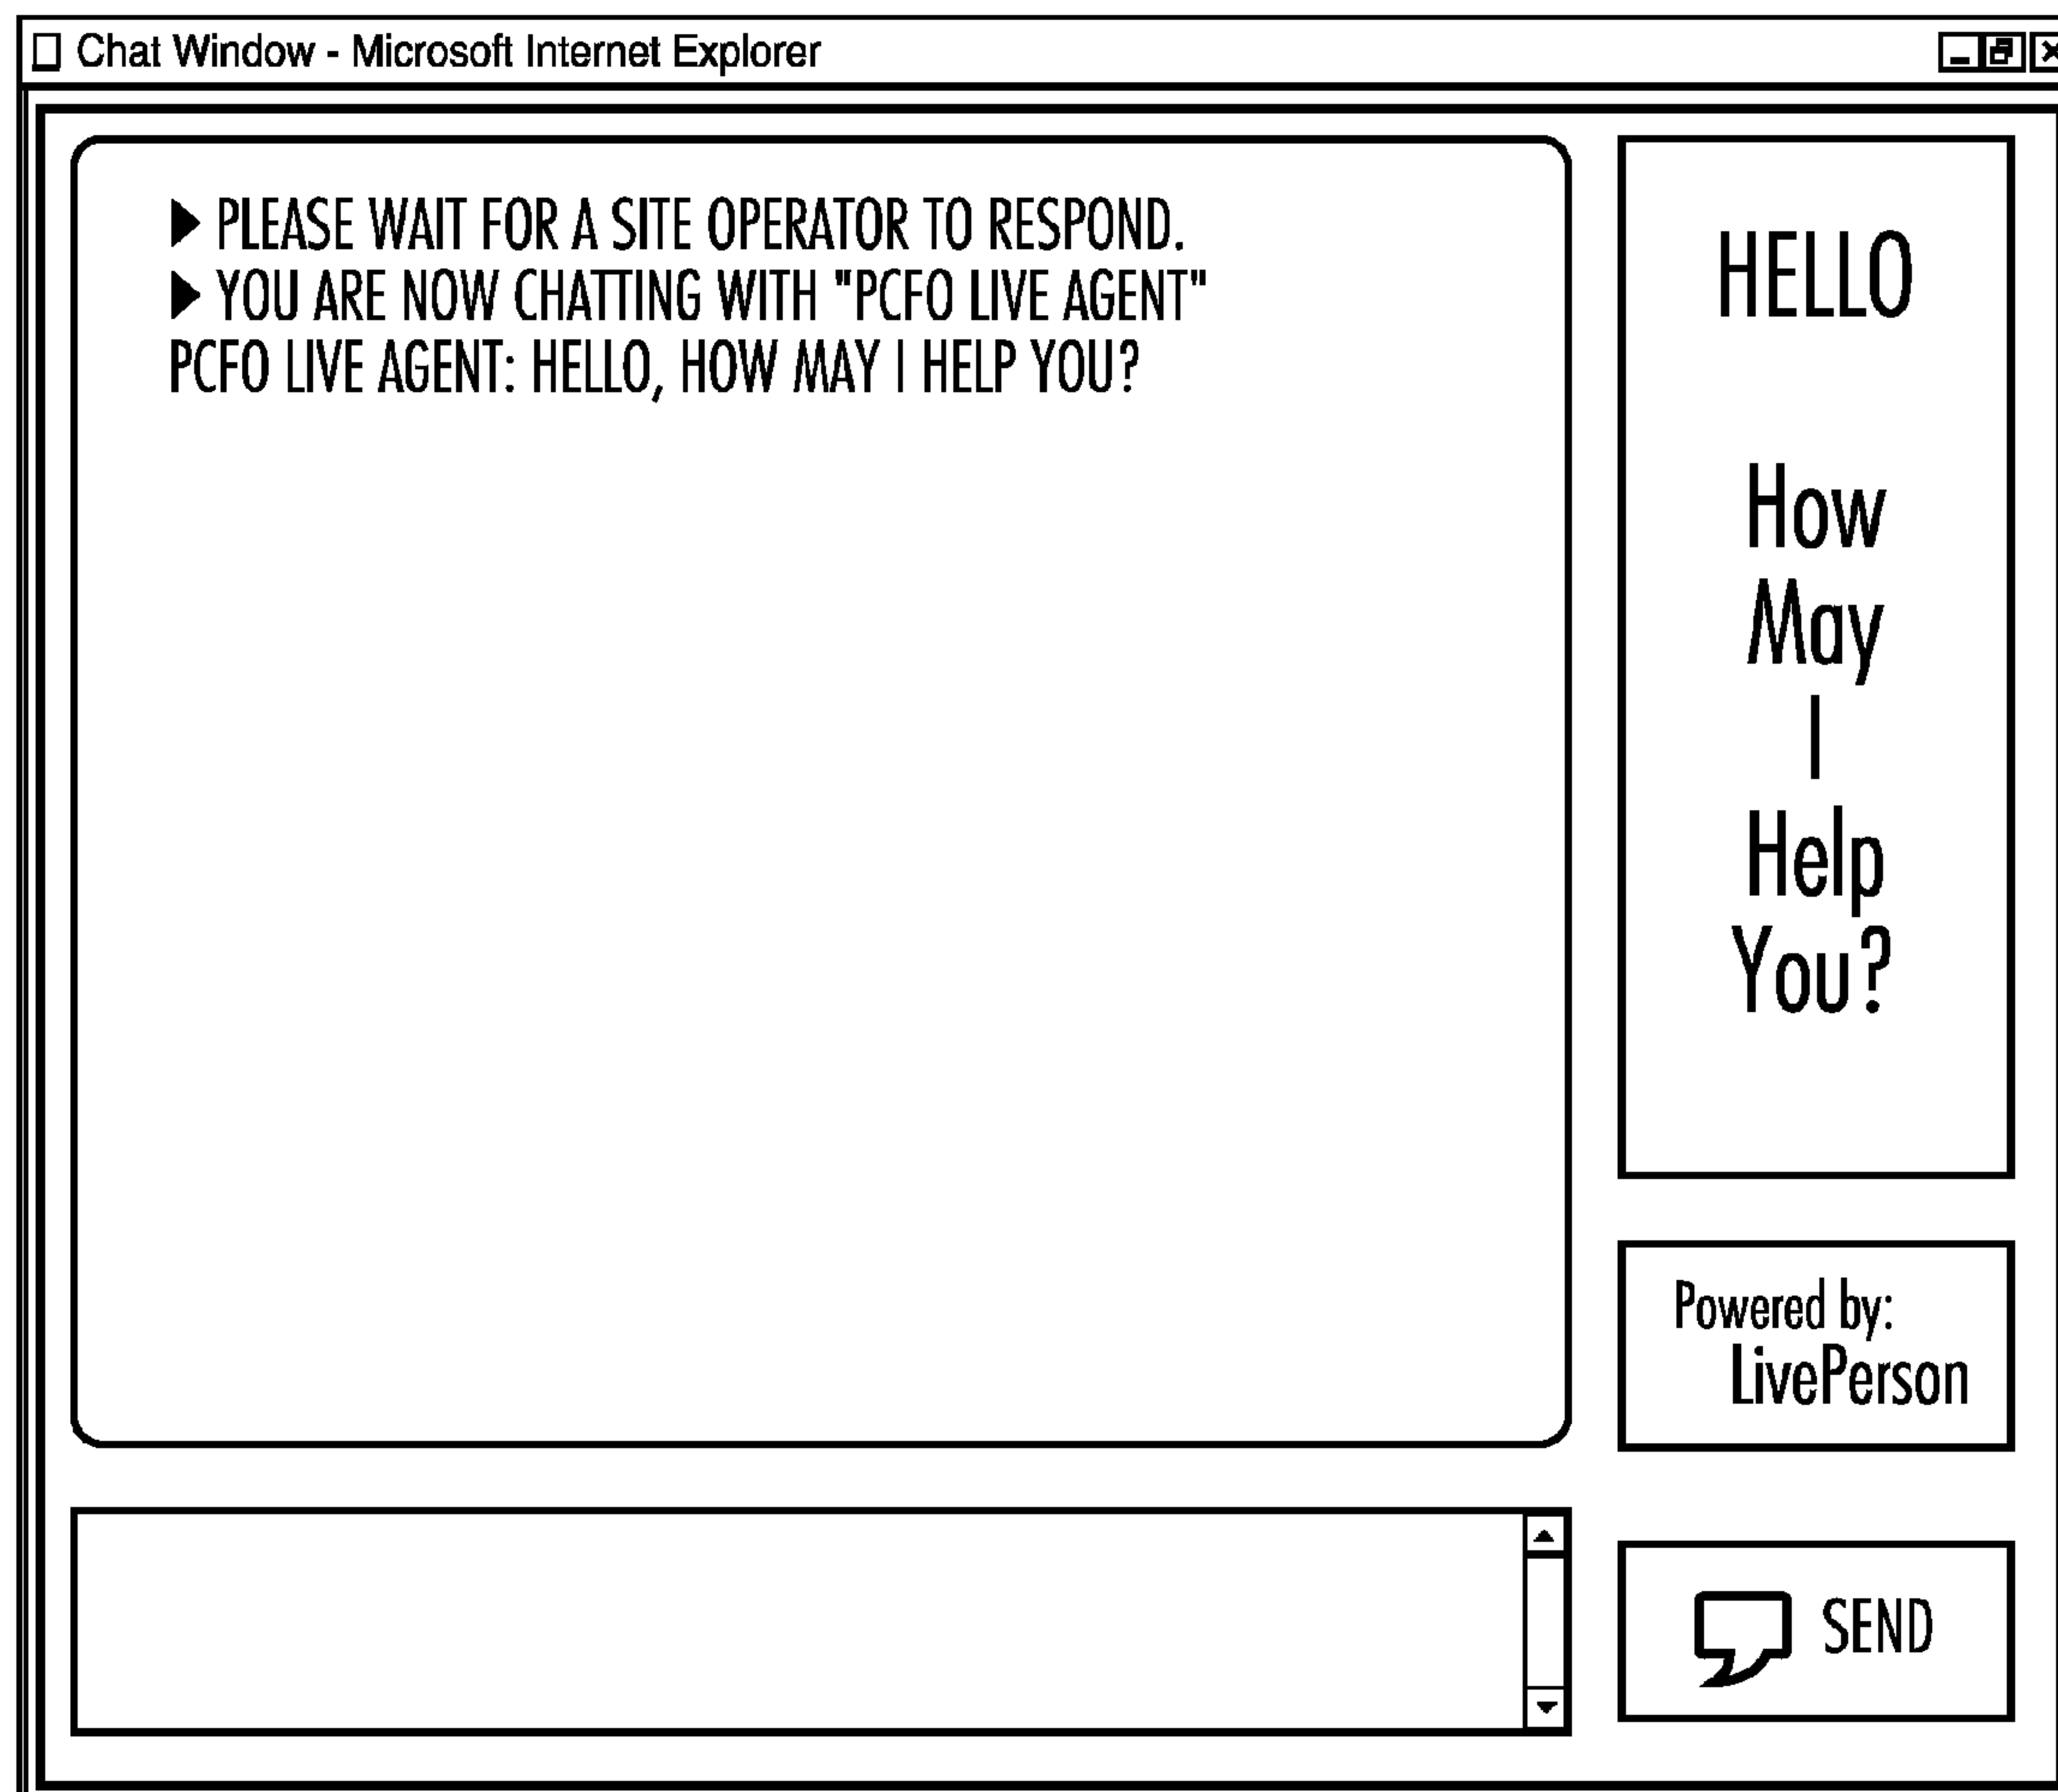 Chat Window - Microsoft Internet Explorer
▶ PLEASE WAIT FOR A SITE OPERATOR TO RESPOND.
▶ YOU ARE NOW CHATTING WITH "PCFO LIVE AGENT"
PCFO LIVE AGENT: HELLO, HOW MAY I HELP YOU?
HELLO
How
May
I
Help
You?
Powered by:
LivePerson
SEND